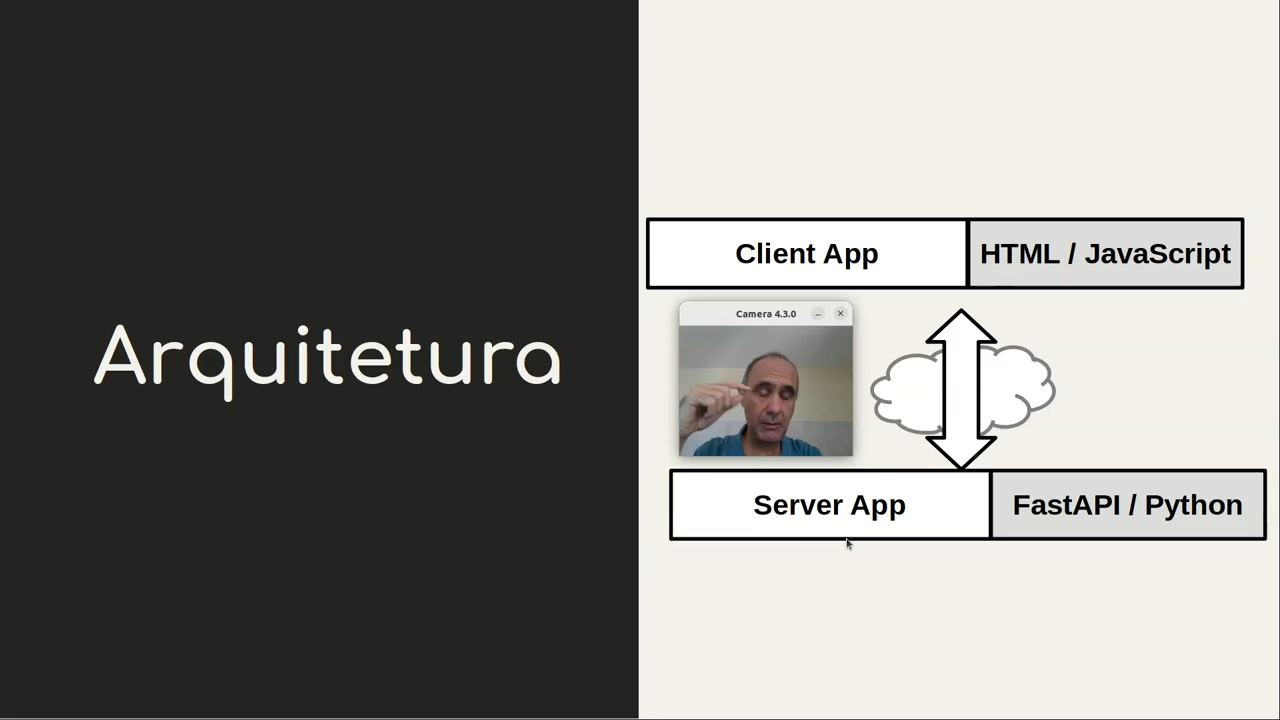 Arquitetura
Client App
HTML / JavaScript
Camera 4.3.0
Server App
FastAPI / Python